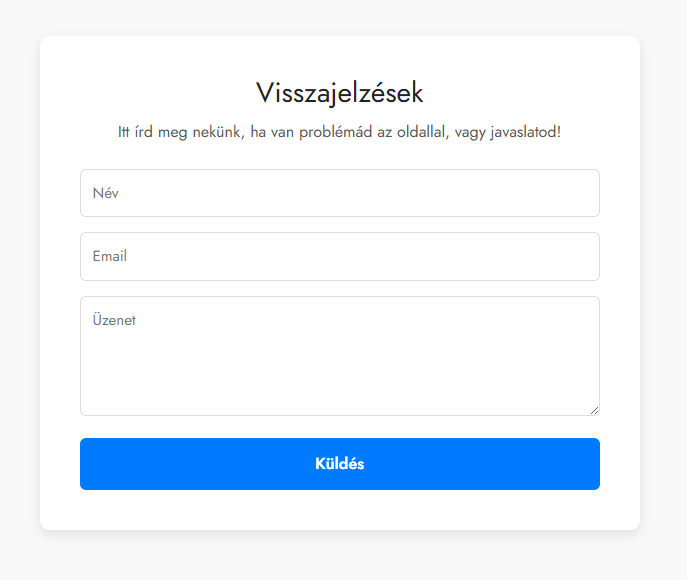 Visszajelzések
Itt írd meg nekünk, ha van problémád az oldallal, vagy javaslatod!
Név
Email
Üzenet
Küldés